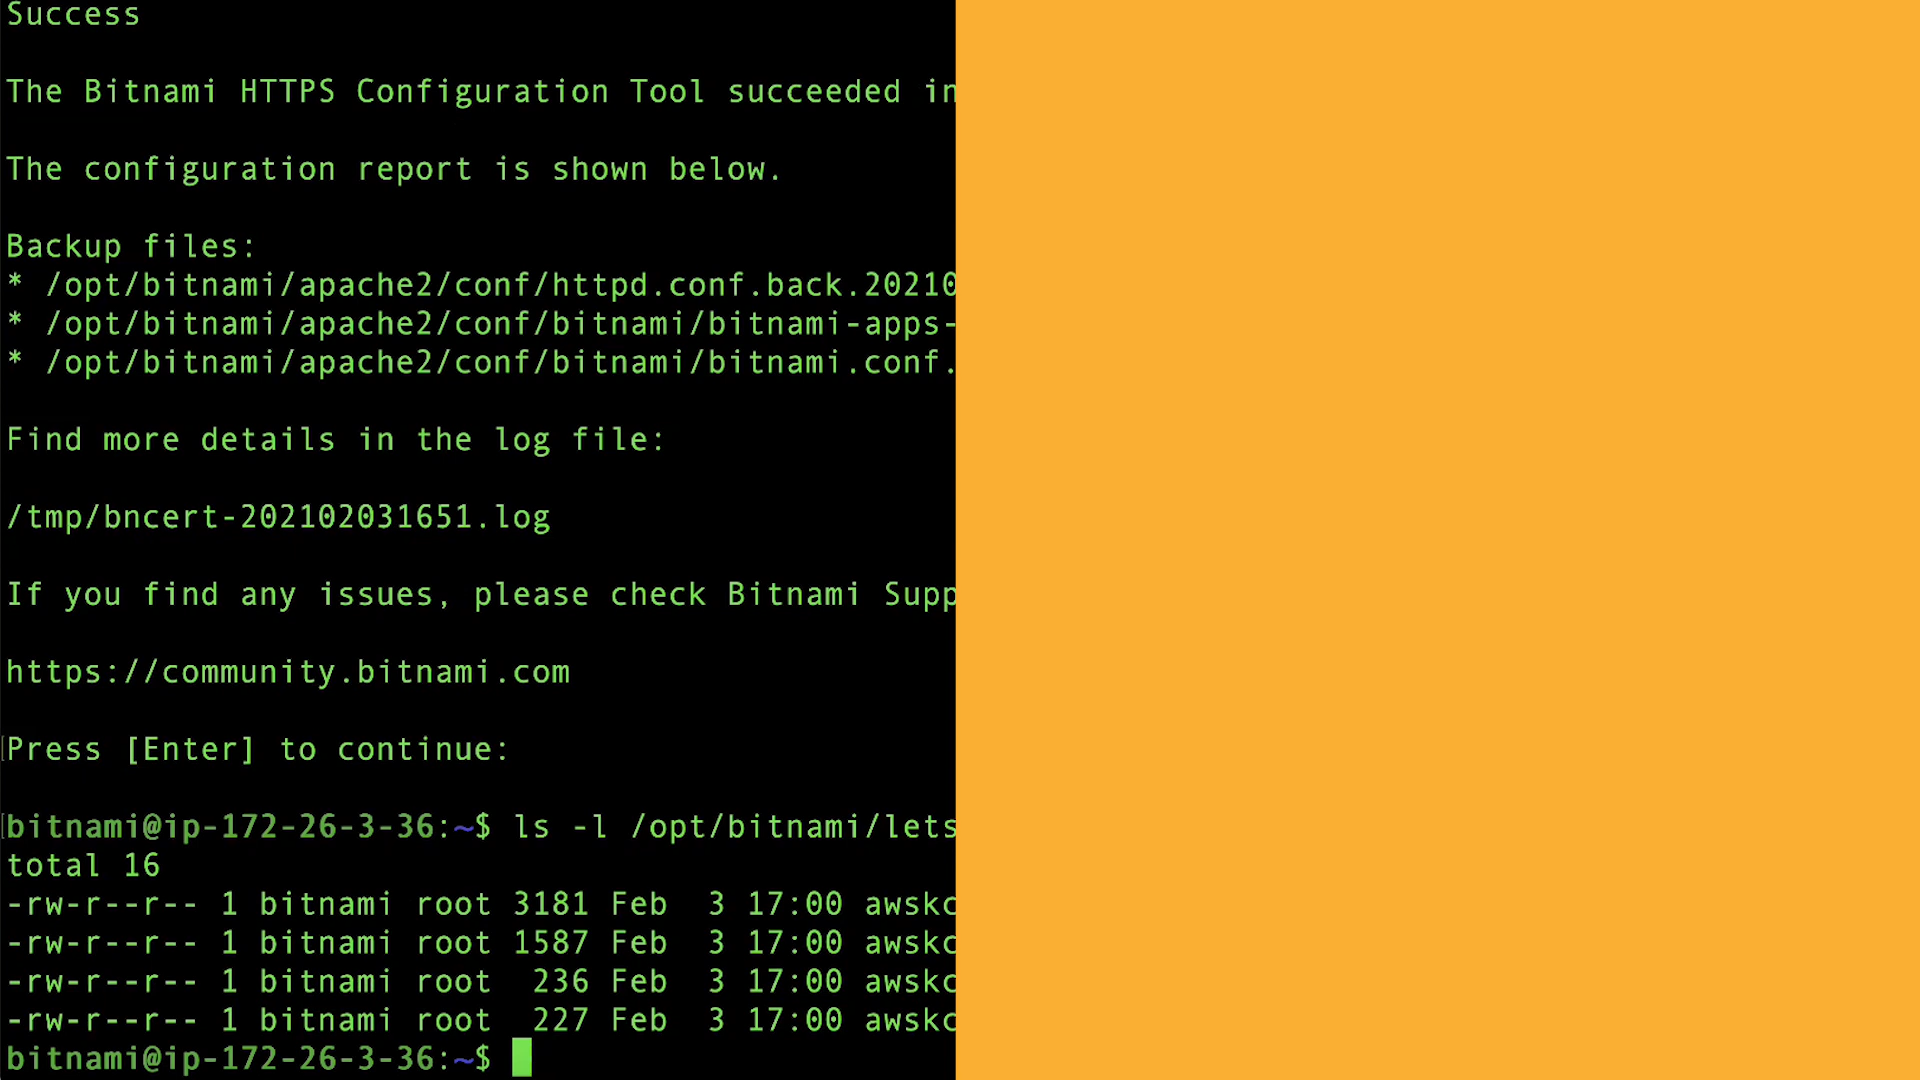 Success
The Bitnami HTTPS Configuration Tool succeeded in
The configuration report is shown below.
Backup files:
* /opt/bitnami/apache2/conf/httpd.conf.back.20210
* /opt/bitnami/apache2/conf/bitnami/bitnami-apps-
* /opt/bitnami/apache2/conf/bitnami/bitnami.conf.
Find more details in the log file:
/tmp/bncert-202102031651.log
If you find any issues, please check Bitnami Supp
https://community.bitnami.com
Press [Enter] to continue:
bitnami@ip-172-26-3-36:~$ ls -l /opt/bitnami/lets
total 16
-rw-r--r-- 1 bitnami root 3181 Feb  3 17:00 awskc
-rw-r--r-- 1 bitnami root 1587 Feb  3 17:00 awskc
-rw-r--r-- 1 bitnami root  236 Feb  3 17:00 awskc
-rw-r--r-- 1 bitnami root  227 Feb  3 17:00 awskc
bitnami@ip-172-26-3-36:~$